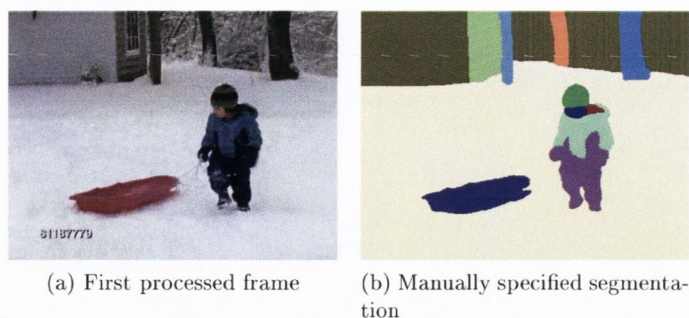 81187779
(a) First processed frame
(b) Manually specified segmenta-
tion